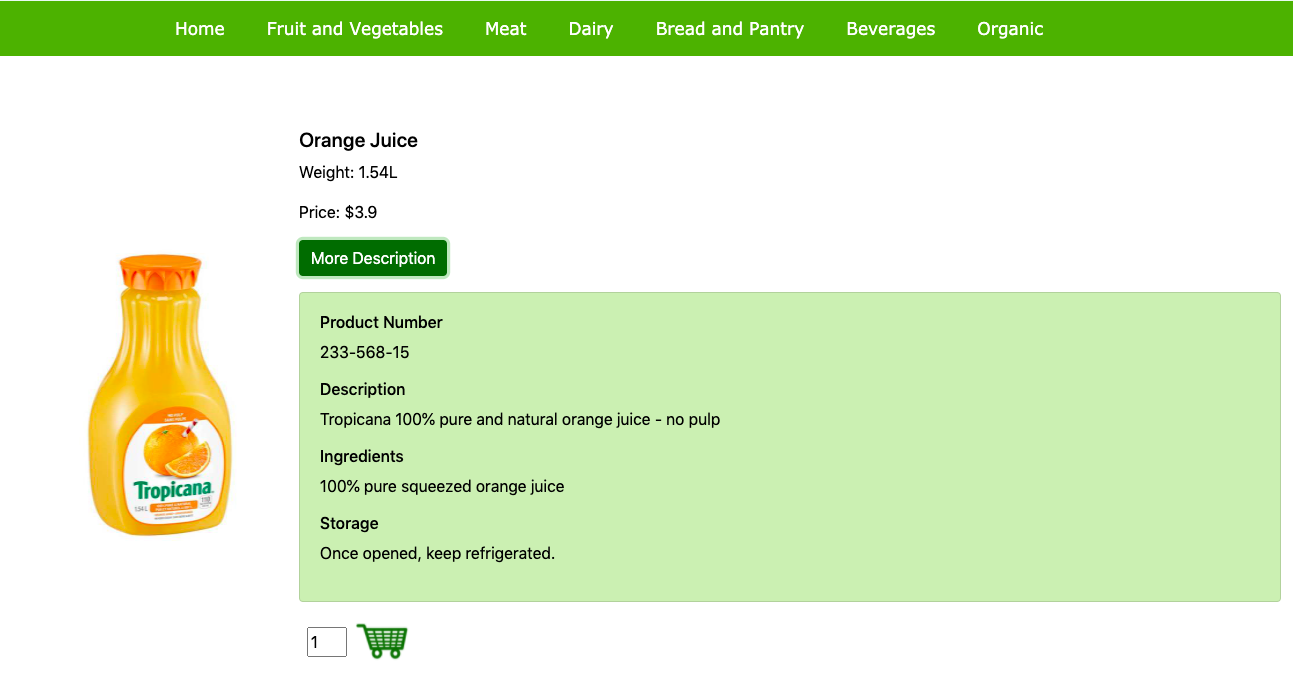 Home Fruit and Vegetables Meat Dairy Bread and Pantry Beverages Organic
Orange Juice
Weight: 1.54L
Price: $3.9
More Description
Product Number
233-568-15
Description
Tropicana 100% pure and natural orange juice - no pulp
Ingredients
100% pure squeezed orange juice
Storage
Once opened, keep refrigerated.
Tropicana
1